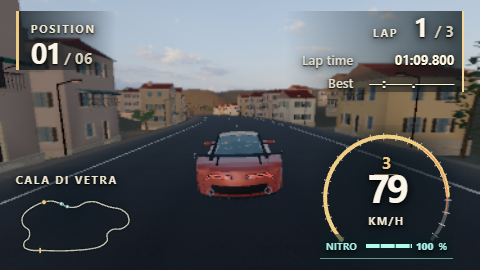 POSITION
01 / 06
LAP 1 / 3
Lap time 01:09.800
Best --:--.---
CALA DI VETRA
3
79
KM/H
NITRO 100 %